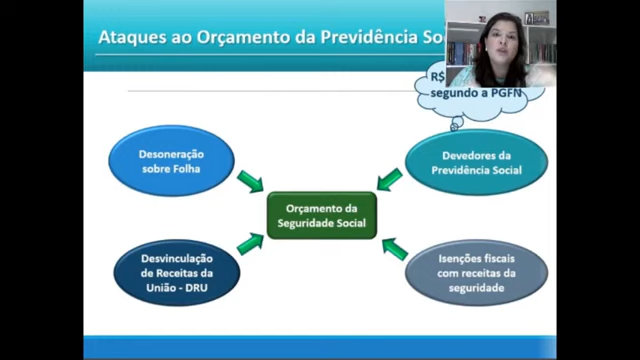 Ataques ao Orçamento da Previdência
R$
segundo a PGFN
Desoneração
sobre Folha
Devedores da
Previdência Social
Orçamento da
Seguridade Social
Desvinculação
de Receitas da
União - DRU
Isenções fiscais
com receitas da
seguridade